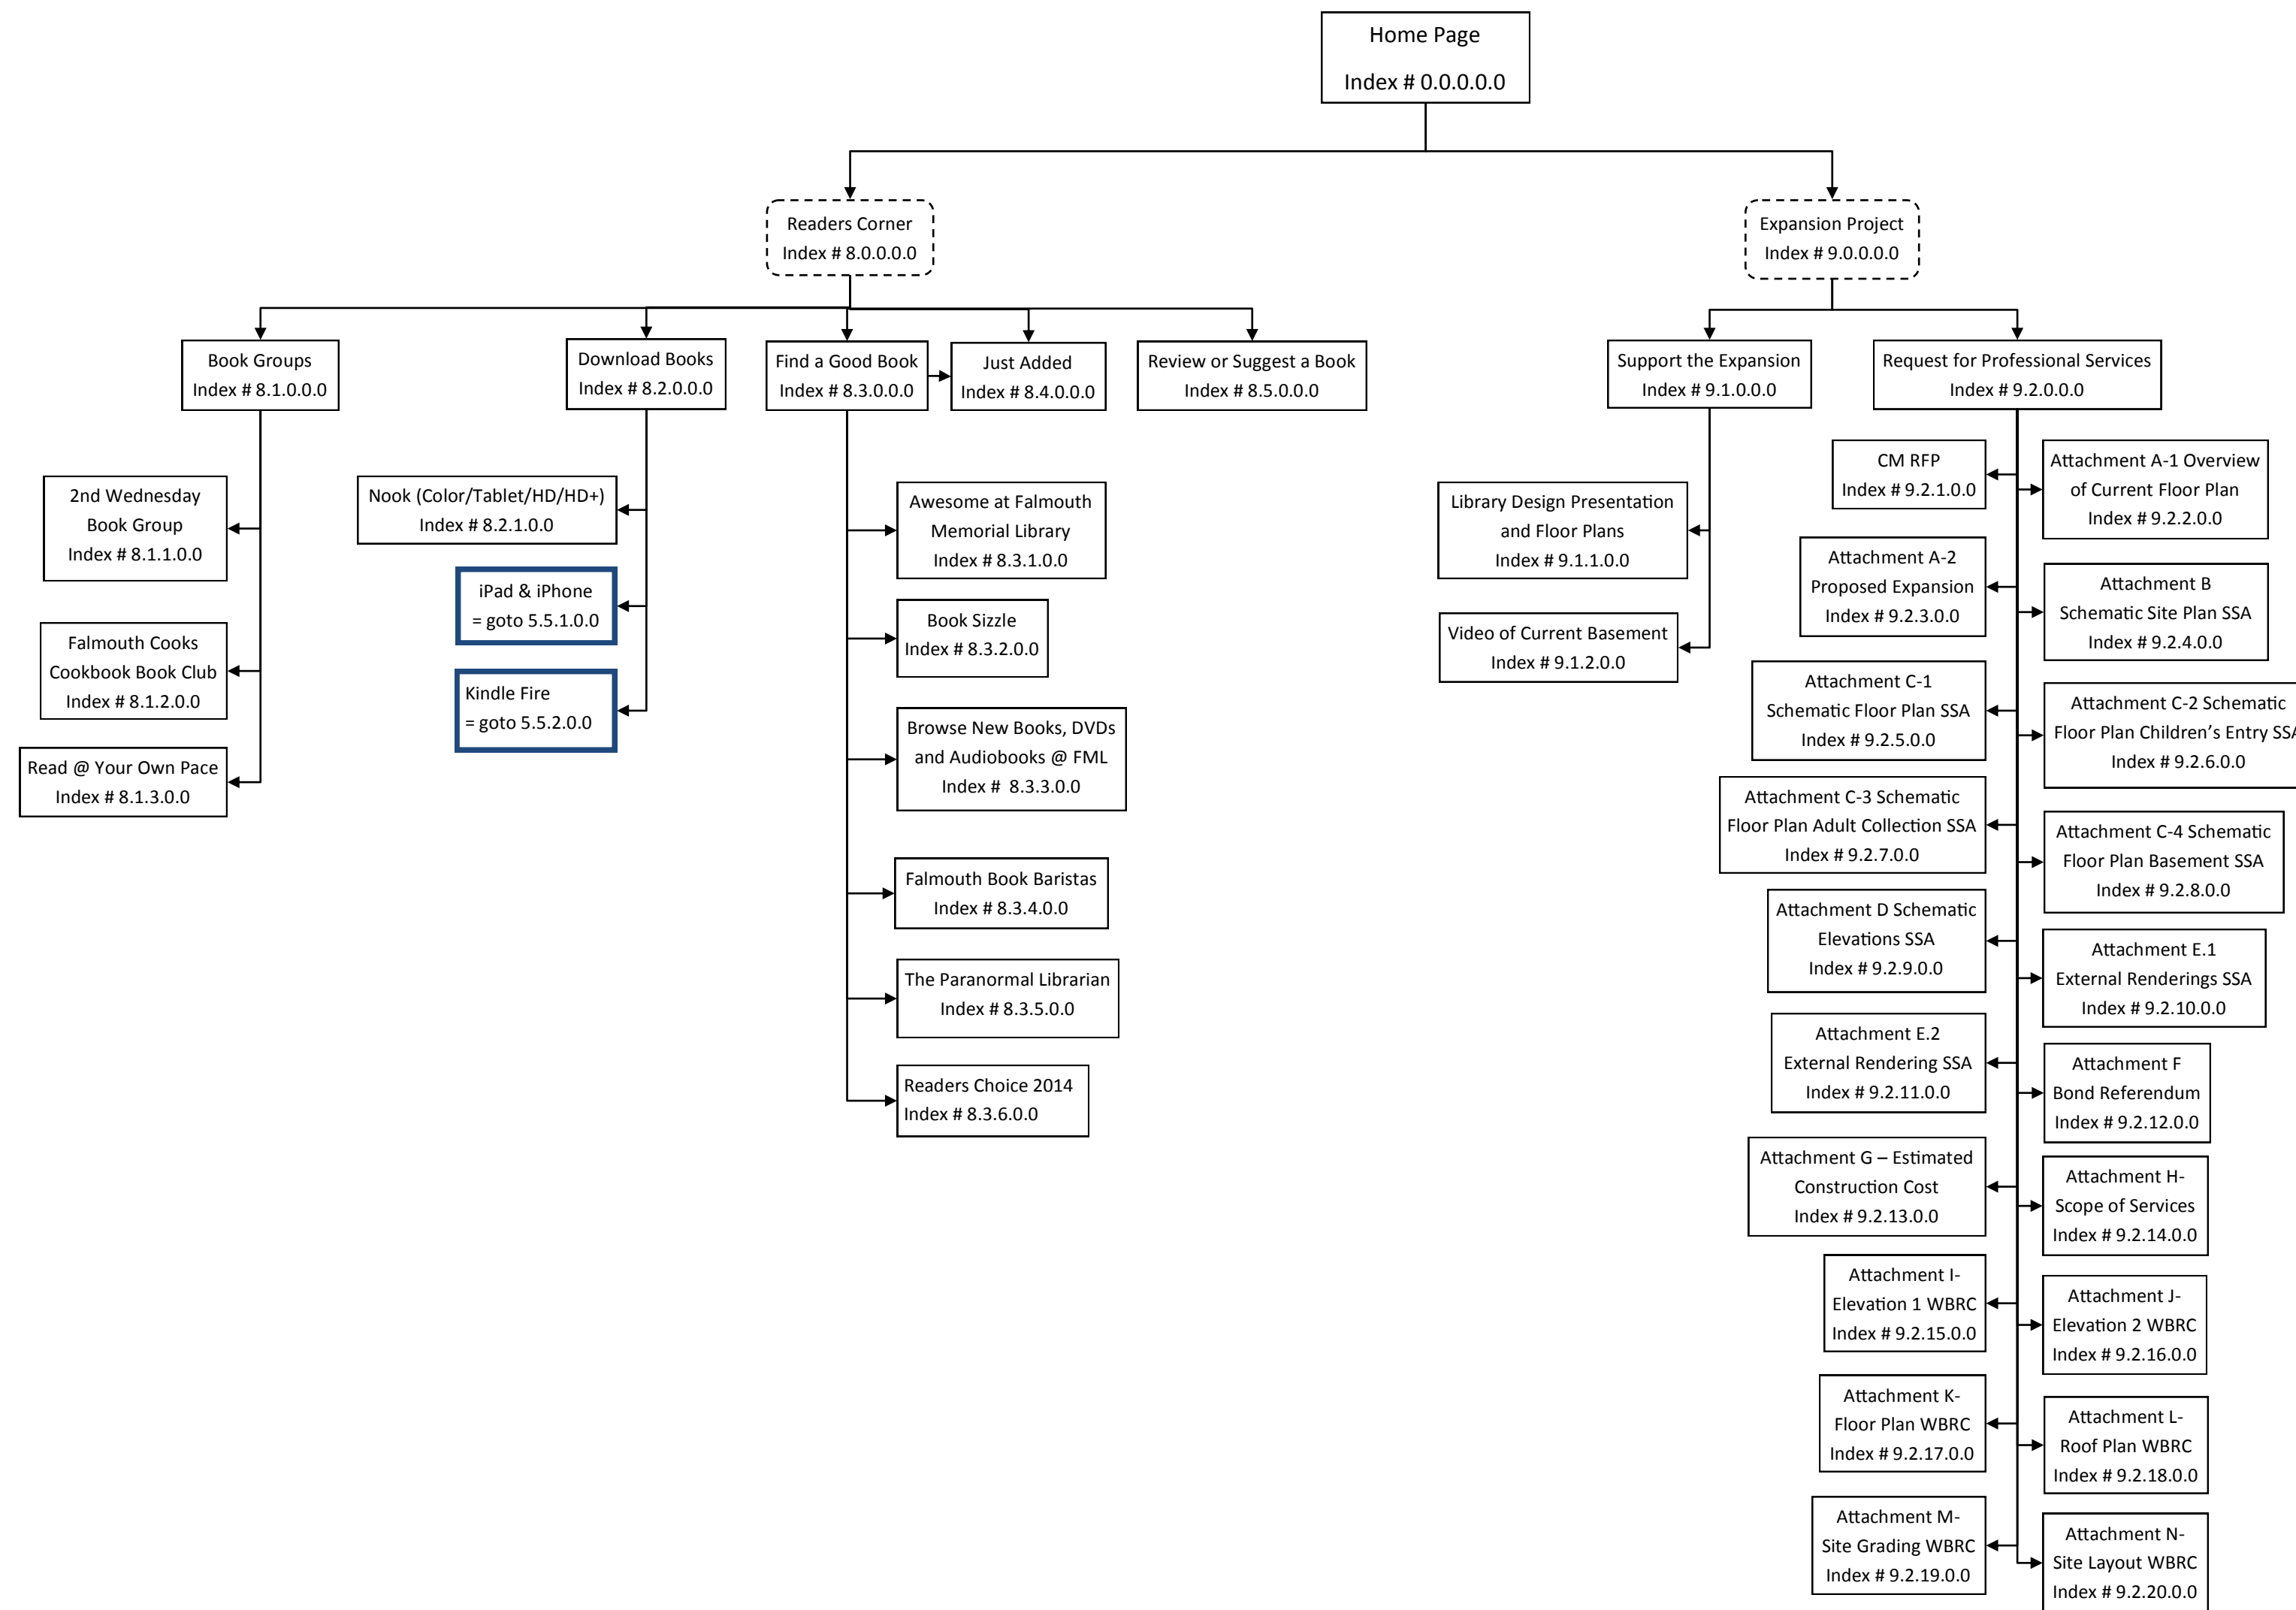 Home Page
Index # 0.0.0.0.0
Readers Corner
Index # 8.0.0.0.0
Expansion Project
Index # 9.0.0.0.0
Book Groups
Index # 8.1.0.0.0
Download Books
Index # 8.2.0.0.0
Find a Good Book
Index # 8.3.0.0.0
Just Added
Index # 8.4.0.0.0
Review or Suggest a Book
Index # 8.5.0.0.0
Support the Expansion
Index # 9.1.0.0.0
Request for Professional Services
Index # 9.2.0.0.0
2nd Wednesday
Book Group
Index # 8.1.1.0.0
Falmouth Cooks
Cookbook Book Club
Index # 8.1.2.0.0
Read @ Your Own Pace
Index # 8.1.3.0.0
Nook (Color/Tablet/HD/HD+)
Index # 8.2.1.0.0
iPad & iPhone
= goto 5.5.1.0.0
Kindle Fire
= goto 5.5.2.0.0
Awesome at Falmouth
Memorial Library
Index # 8.3.1.0.0
Book Sizzle
Index # 8.3.2.0.0
Browse New Books, DVDs
and Audiobooks @ FML
Index #  8.3.3.0.0
Falmouth Book Baristas
Index # 8.3.4.0.0
The Paranormal Librarian
Index # 8.3.5.0.0
Readers Choice 2014
Index # 8.3.6.0.0
Library Design Presentation
and Floor Plans
Index # 9.1.1.0.0
Video of Current Basement
Index # 9.1.2.0.0
CM RFP
Index # 9.2.1.0.0
Attachment A-1 Overview
of Current Floor Plan
Index # 9.2.2.0.0
Attachment A-2
Proposed Expansion
Index # 9.2.3.0.0
Attachment B
Schematic Site Plan SSA
Index # 9.2.4.0.0
Attachment C-1
Schematic Floor Plan SSA
Index # 9.2.5.0.0
Attachment C-2 Schematic
Floor Plan Children’s Entry SSA
Index # 9.2.6.0.0
Attachment C-3 Schematic
Floor Plan Adult Collection SSA
Index # 9.2.7.0.0
Attachment C-4 Schematic
Floor Plan Basement SSA
Index # 9.2.8.0.0
Attachment D Schematic
Elevations SSA
Index # 9.2.9.0.0
Attachment E.1
External Renderings SSA
Index # 9.2.10.0.0
Attachment E.2
External Rendering SSA
Index # 9.2.11.0.0
Attachment F
Bond Referendum
Index # 9.2.12.0.0
Attachment G – Estimated
Construction Cost
Index # 9.2.13.0.0
Attachment H-
Scope of Services
Index # 9.2.14.0.0
Attachment I-
Elevation 1 WBRC
Index # 9.2.15.0.0
Attachment J-
Elevation 2 WBRC
Index # 9.2.16.0.0
Attachment K-
Floor Plan WBRC
Index # 9.2.17.0.0
Attachment L-
Roof Plan WBRC
Index # 9.2.18.0.0
Attachment M-
Site Grading WBRC
Index # 9.2.19.0.0
Attachment N-
Site Layout WBRC
Index # 9.2.20.0.0